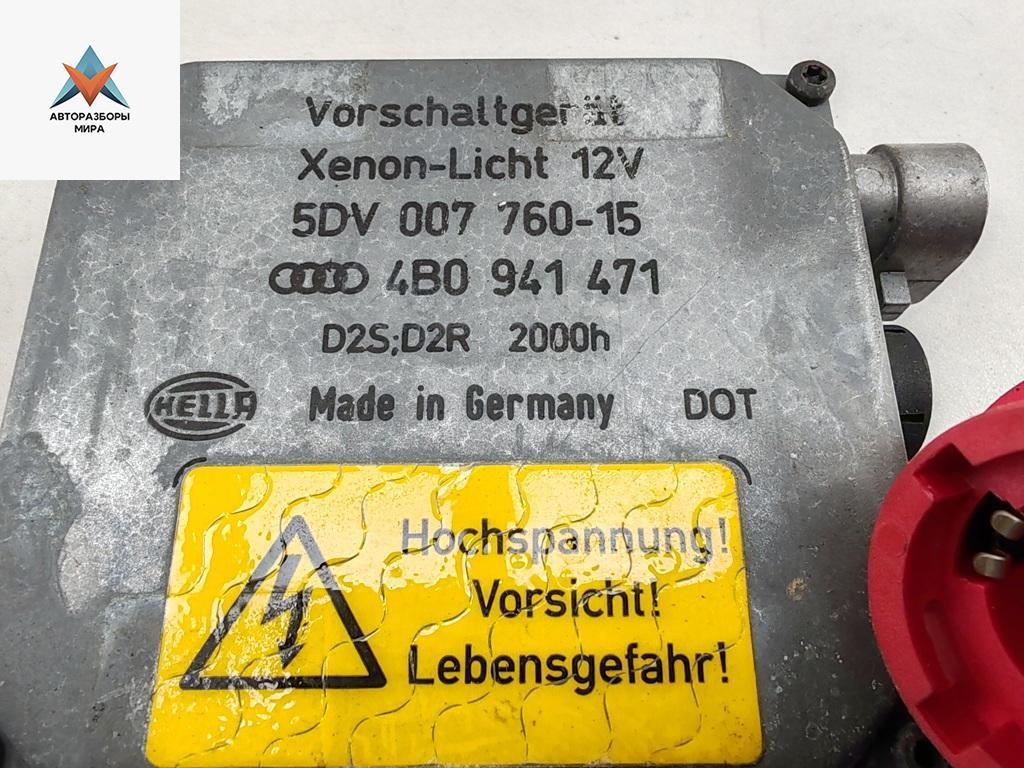 АВТОРАЗБОРЫ
МИРА
Vorschaltgerät
Xenon-Licht 12V
5DV 007 760-15
4B0 941 471
D2S;D2R 2000h
HELLA Made in Germany DOT
Hochspannung!
Vorsicht!
Lebensgefahr!